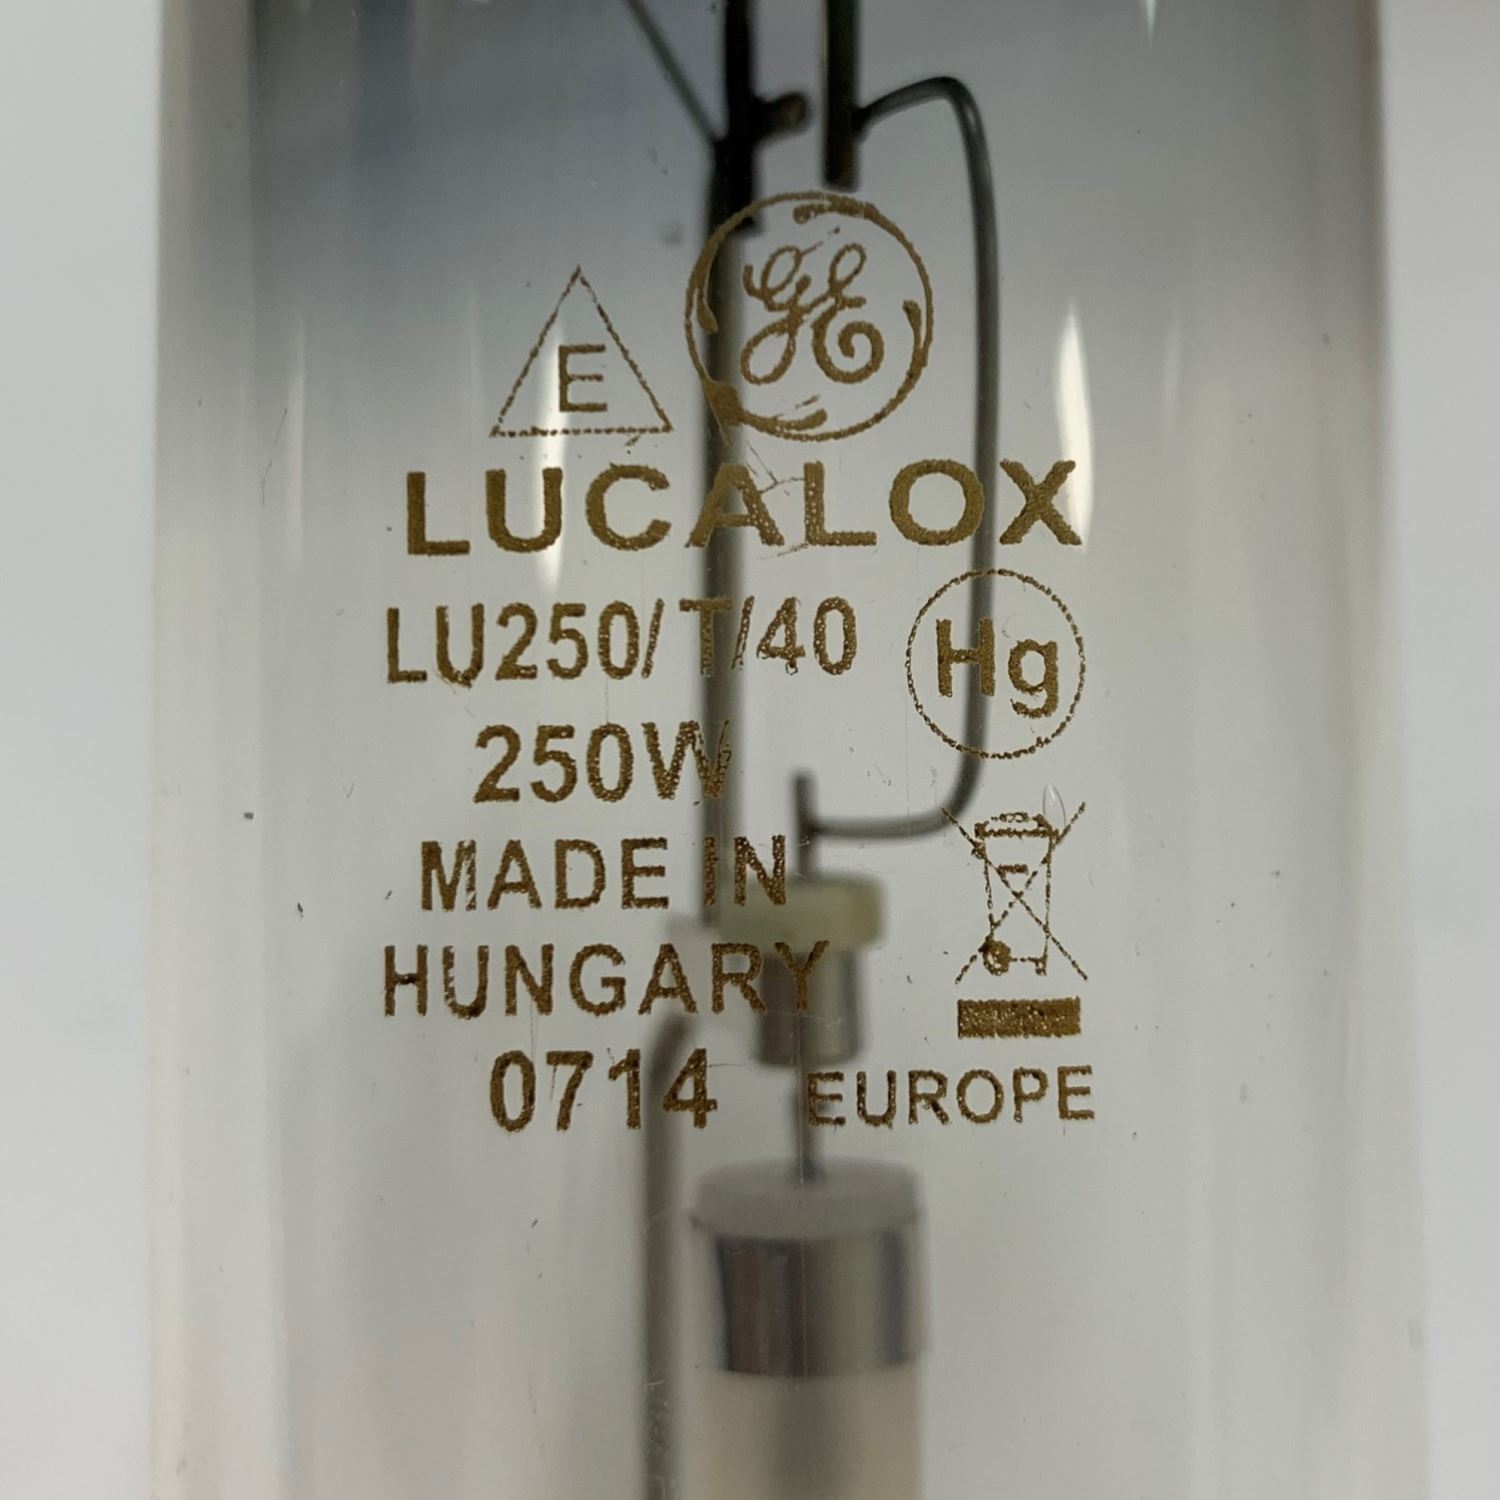 GE
E
LUCALOX
LU250/T/40
Hg
250W
MADE IN
HUNGARY
0714
EUROPE